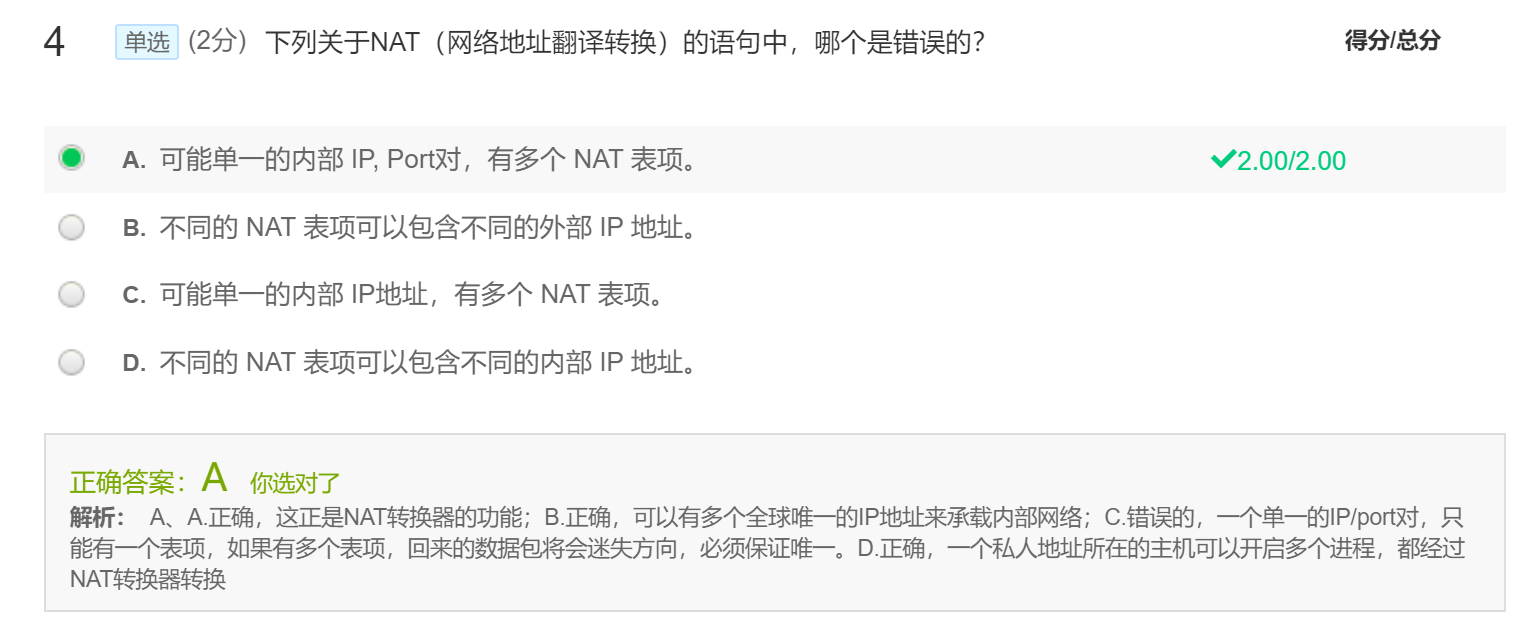 4 单选 (2分) 下列关于NAT（网络地址翻译转换）的语句中，哪个是错误的？ 得分/总分
A. 可能单一的内部 IP, Port对，有多个 NAT 表项。 2.00/2.00
B. 不同的 NAT 表项可以包含不同的外部 IP 地址。
C. 可能单一的内部 IP地址，有多个 NAT 表项。
D. 不同的 NAT 表项可以包含不同的内部 IP 地址。
正确答案：A 你选对了
解析： A、A.正确，这正是NAT转换器的功能；B.正确，可以有多个全球唯一的IP地址来承载内部网络；C.错误的，一个单一的IP/port对，只
能有一个表项，如果有多个表项，回来的数据包将会迷失方向，必须保证唯一。D.正确，一个私人地址所在的主机可以开启多个进程，都经过
NAT转换器转换